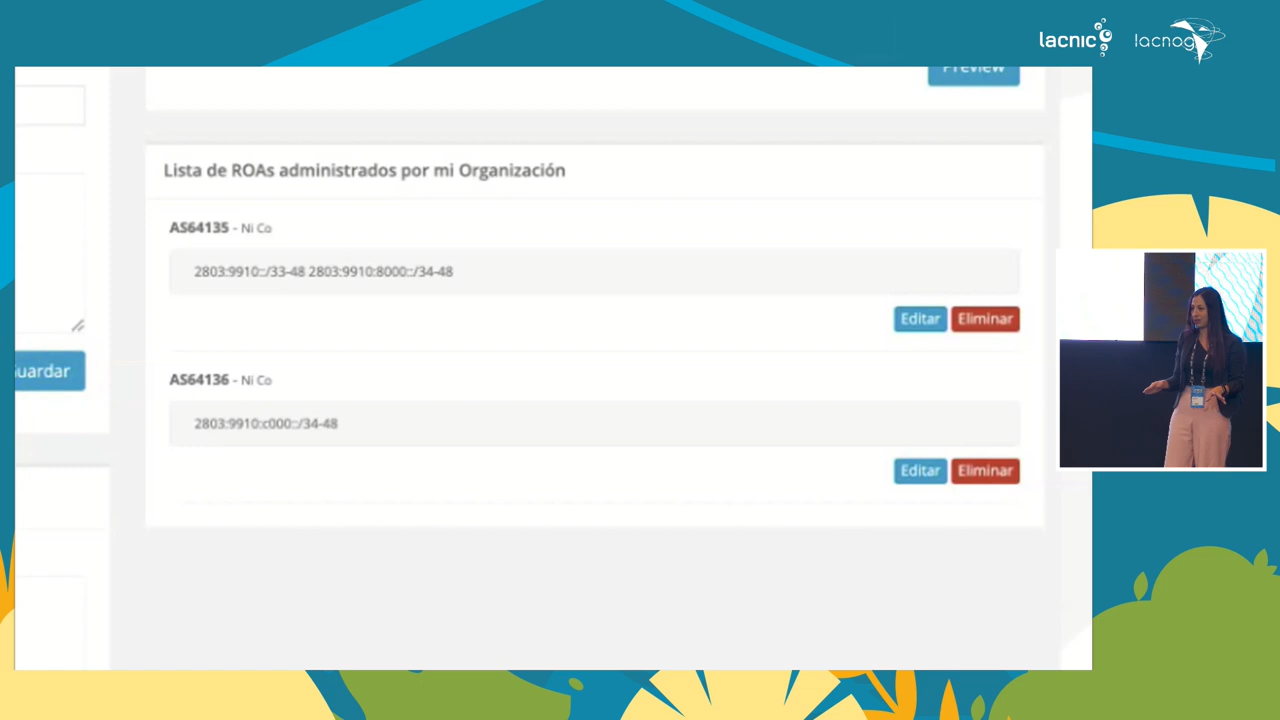 lacnic
lacnog
Preview
Lista de ROAs administrados por mi Organización
AS64135 - Ni Co
2803:9910::/33-48 2803:9910:8000::/34-48
Editar Eliminar
AS64136 - Ni Co
uardar
2803:9910:c000::/34-48
Editar Eliminar